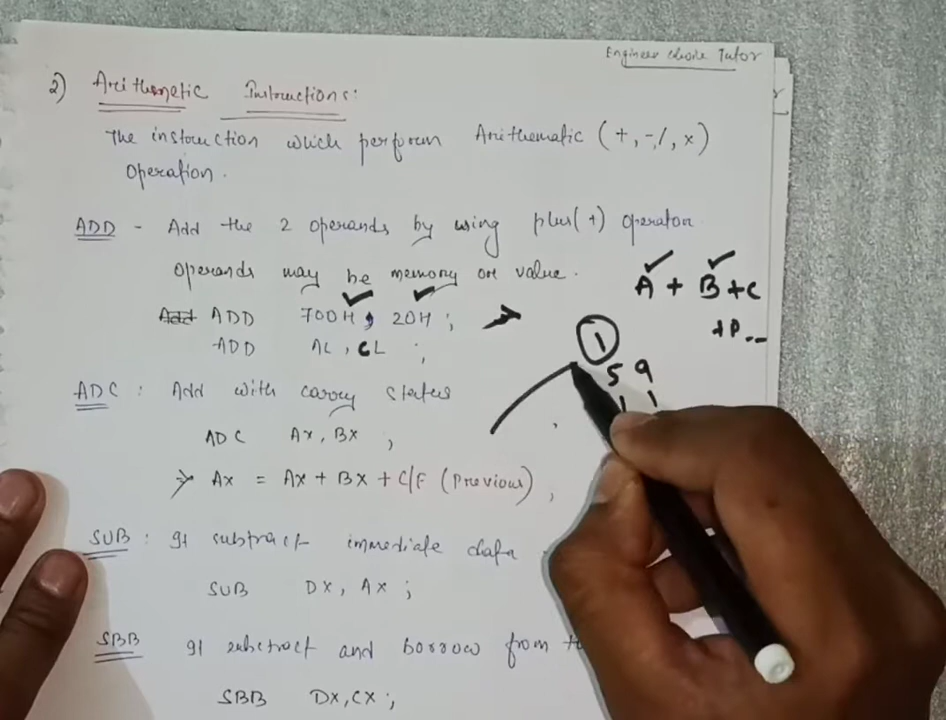 Engineer choice Tutor
2) Arithmetic Instructions:
The instruction which perform Arithematic (+, -, /, x)
operation.
ADD - Add the 2 operands by using plus(+) operator
operands may be memory or value.
A + B + C
+ P . --
Add ADD 700H, 20H ;
ADD AL, CL ;
1
59
11
ADC : Add with carry status
ADC Ax, Bx ;
Ax = Ax + Bx + C/F (Previous),
SUB : It subtract immediate data
SUB Dx, Ax ;
SBB It subtract and borrow from
SBB Dx, Cx ;